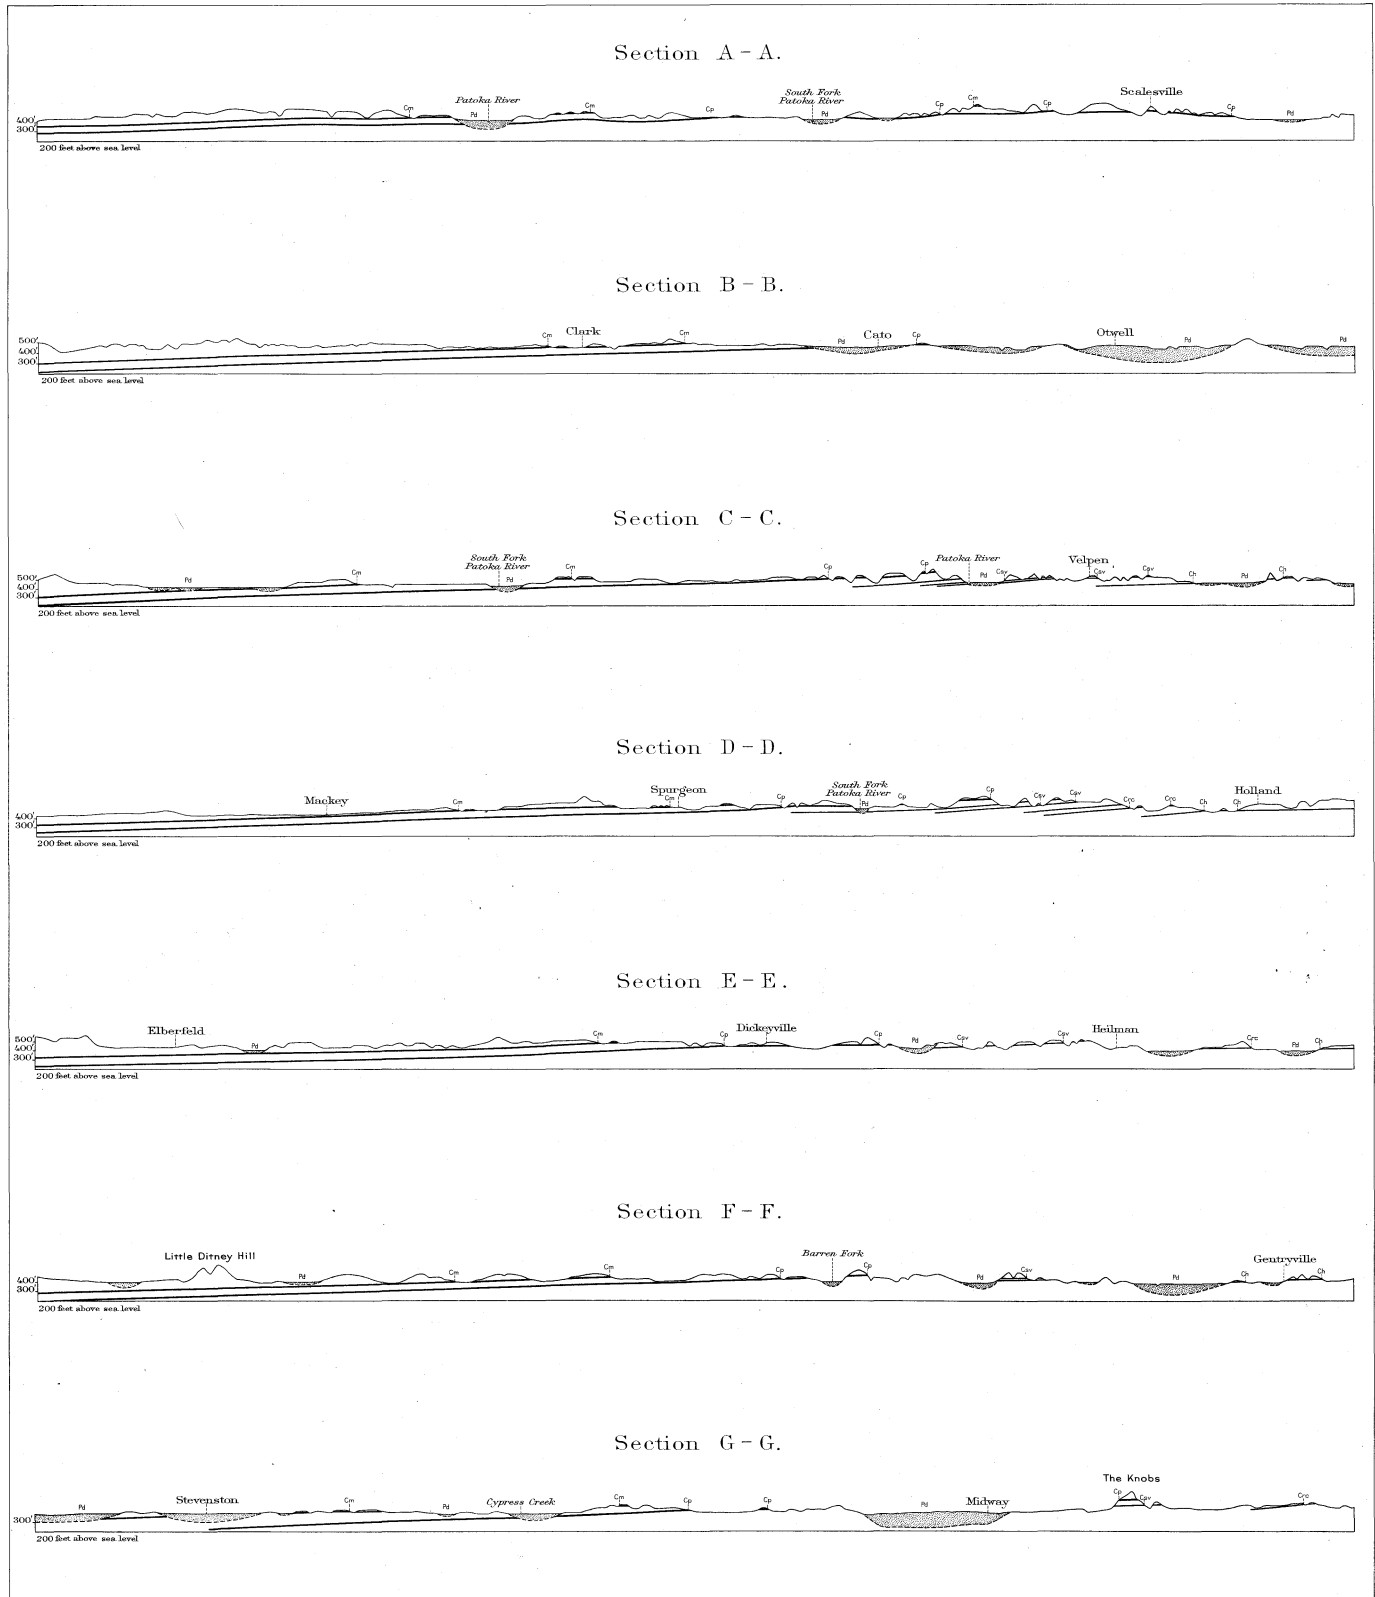 Section A – A.
Scalesville
South Fork
Patoka River
Patoka River
Cm Cm Cp Cp Cm Cp Cp
Pd Pd Pd
400'
300'
200 feet above sea level
Section B – B.
Clark Cato Otwell
Cm Cm Cp
Pd Pd Pd
500'
400'
300'
200 feet above sea level
Section C – C.
South Fork
Patoka River
Patoka River
Velpen
Cm Cm Cp Cp Csv Csv Csv Ch Ch
Pd Pd Pd Pd
500'
400'
300'
200 feet above sea level
Section D – D.
South Fork
Patoka River
Mackey Spurgeon Holland
Cm Cm Cp Cp Cp Csv Csv Crc Crc Ch Ch
Pd
400'
300'
200 feet above sea level
Section E – E.
Elberfeld Dickeyville Heilman
Cm Cp Cp Csv Csv Crc Ch
Pd Pd Pd
500'
400'
300'
200 feet above sea level
Section F – F.
Little Ditney Hill
Barren Fork
Gentryville
Cm Cm Cp Cp Csv Ch Ch
Pd Pd Pd
400'
300'
200 feet above sea level
Section G – G.
The Knobs
Stevenston Cypress Creek Midway
Cm Cm Cp Cp Cp Csv Crc
Pd Pd Pd
300'
200 feet above sea level